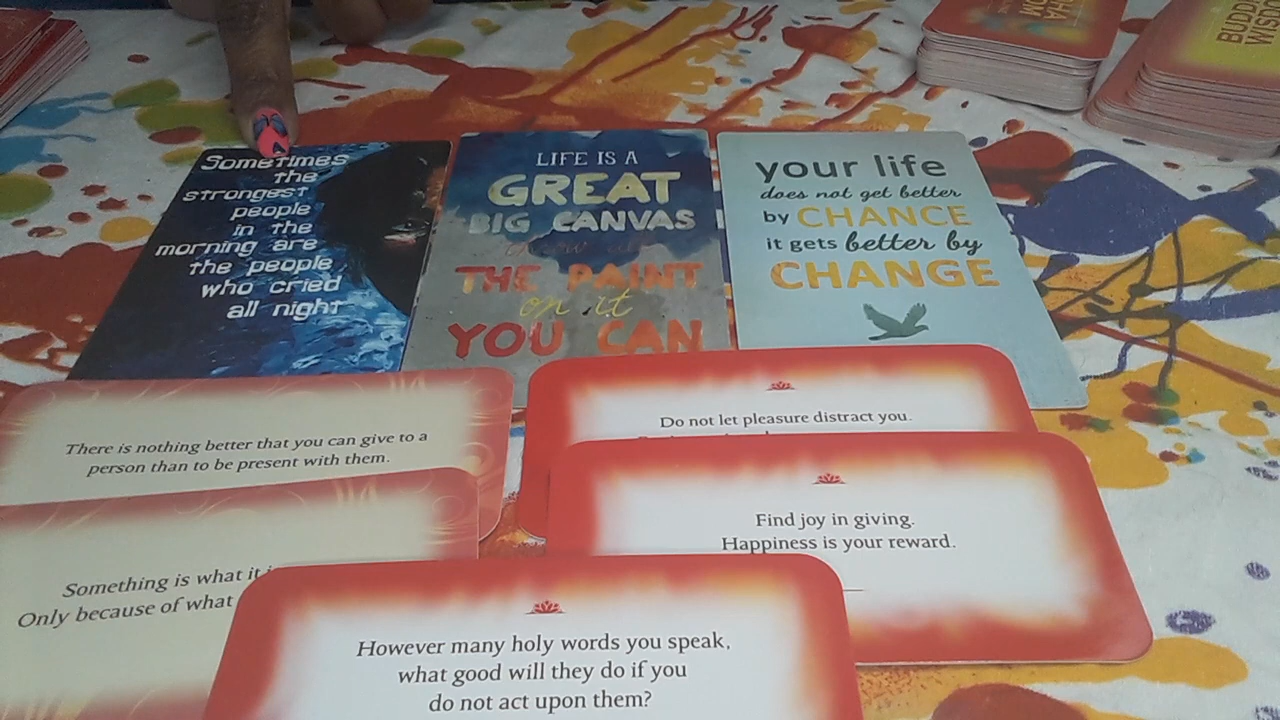 BUDDHA
WISDOM
Sometimes
the
strongest
people
in the
morning are
the people
who cried
all night
LIFE IS A
GREAT
BIG CANVAS
throw all
THE PAINT
on it
YOU CAN
your life
does not get better
by CHANCE
it gets better by
CHANGE
There is nothing better that you can give to a
person than to be present with them.
Do not let pleasure distract you.
Find joy in giving.
Happiness is your reward.
Something is what it
Only because of what
However many holy words you speak,
what good will they do if you
do not act upon them?